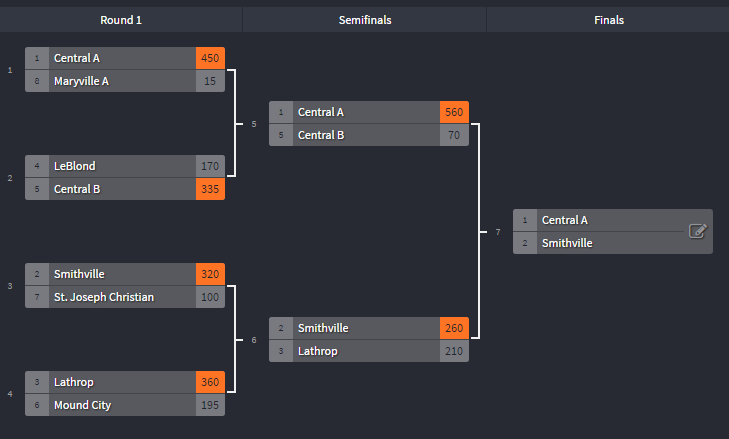 Round 1 Semifinals Finals
1 1 Central A 450
8 Maryville A 15
2 4 LeBlond 170
5 Central B 335
3 2 Smithville 320
7 St. Joseph Christian 100
4 3 Lathrop 360
6 Mound City 195
5 1 Central A 560
5 Central B 70
6 2 Smithville 260
3 Lathrop 210
7 1 Central A
2 Smithville